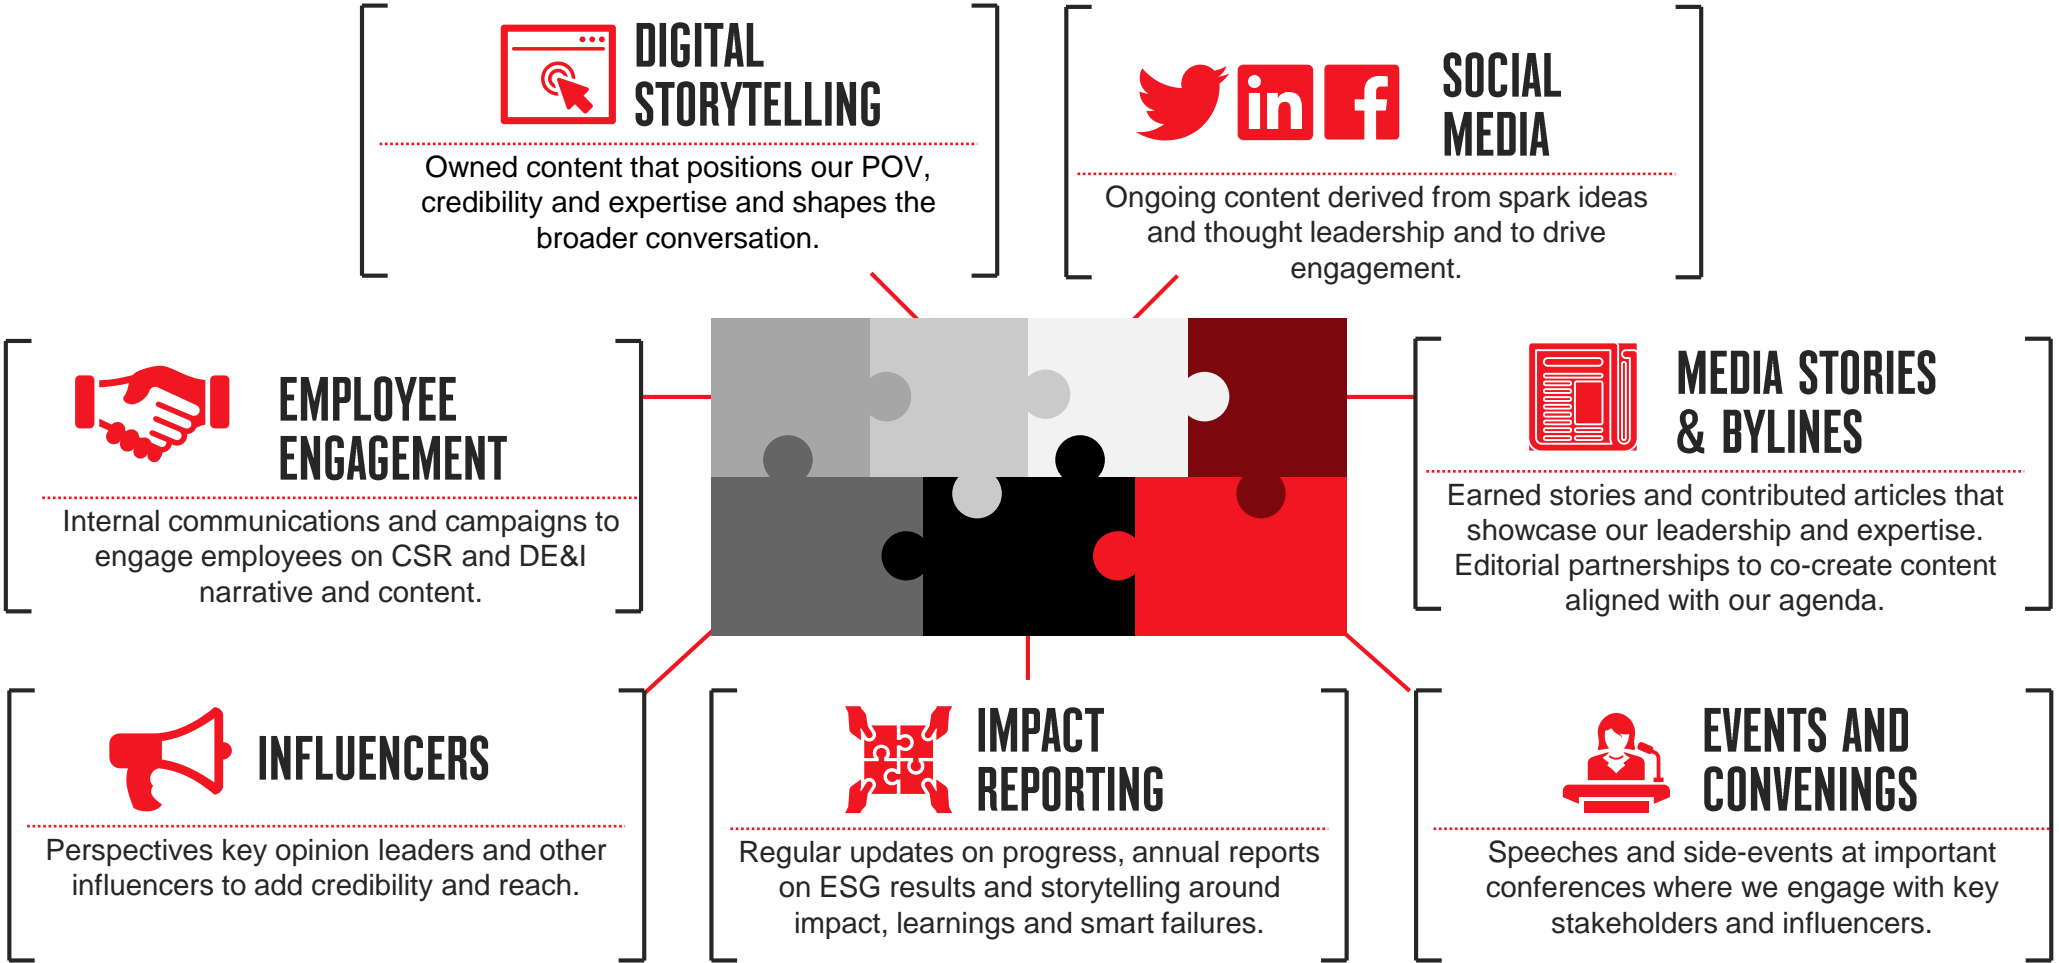 DIGITAL
STORYTELLING
Owned content that positions our POV,
credibility and expertise and shapes the
broader conversation.
in f
SOCIAL
MEDIA
Ongoing content derived from spark ideas
and thought leadership and to drive
engagement.
EMPLOYEE
ENGAGEMENT
Internal communications and campaigns to
engage employees on CSR and DE&I
narrative and content.
MEDIA STORIES
& BYLINES
Earned stories and contributed articles that
showcase our leadership and expertise.
Editorial partnerships to co-create content
aligned with our agenda.
INFLUENCERS
Perspectives key opinion leaders and other
influencers to add credibility and reach.
IMPACT
REPORTING
Regular updates on progress, annual reports
on ESG results and storytelling around
impact, learnings and smart failures.
EVENTS AND
CONVENINGS
Speeches and side-events at important
conferences where we engage with key
stakeholders and influencers.